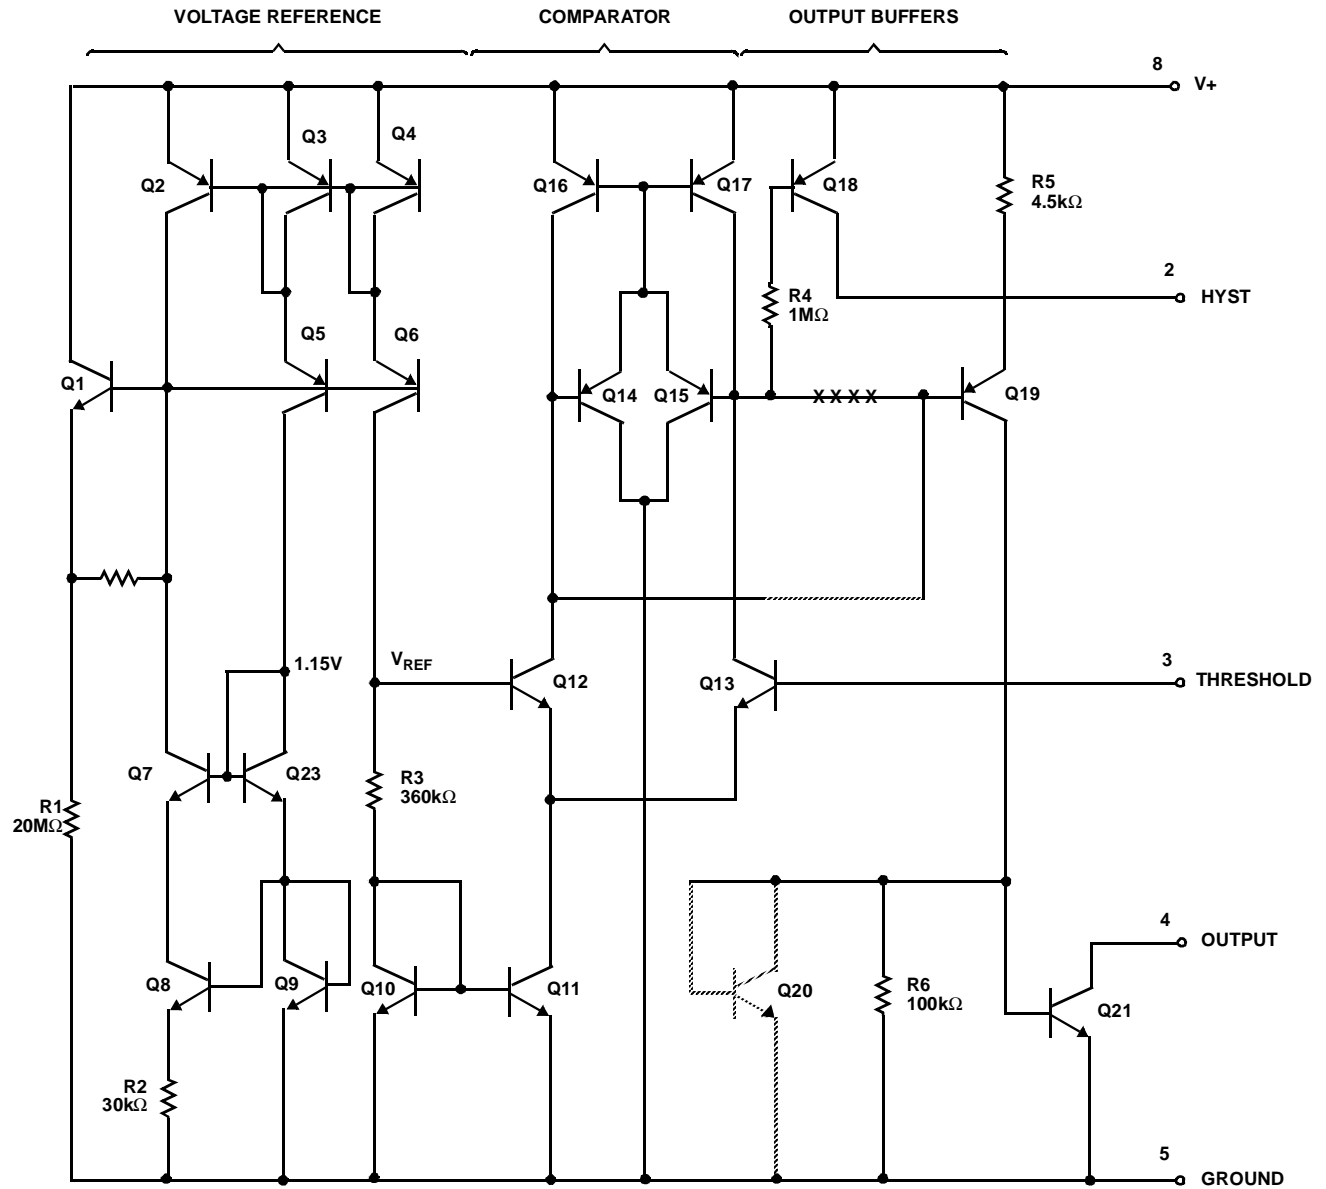 VOLTAGE REFERENCE
COMPARATOR
OUTPUT BUFFERS
8
V+
Q3
Q4
Q2
Q16
Q17
Q18
R5
4.5kΩ
2
HYST
R4
1MΩ
Q5
Q6
Q1
Q14
Q15
X X X X
Q19
1.15V
VREF
Q12
Q13
3
THRESHOLD
Q7
Q23
R3
360kΩ
R1
20MΩ
4
OUTPUT
Q8
Q9
Q10
Q11
Q20
R6
100kΩ
Q21
R2
30kΩ
5
GROUND